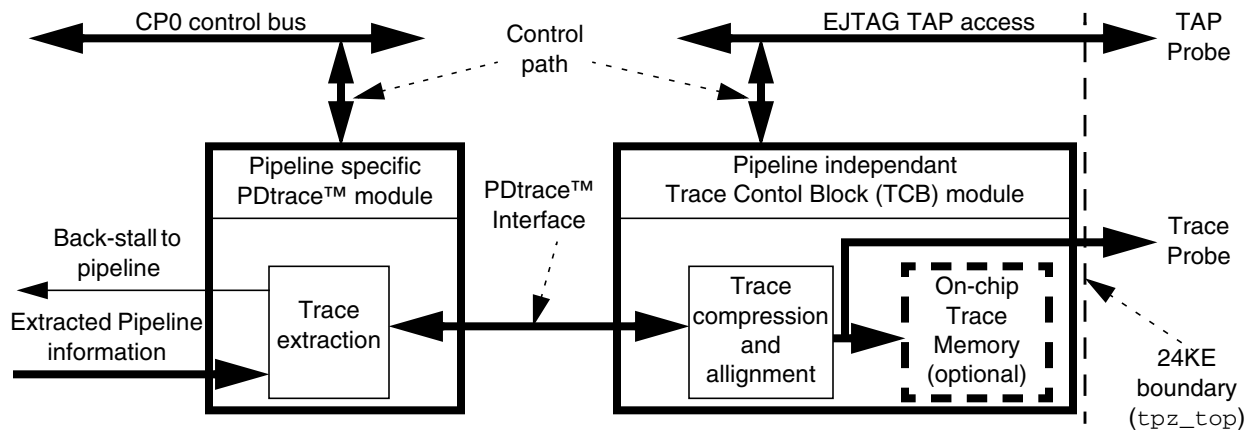 CP0 control bus
EJTAG TAP access
TAP
Probe
Control
path
Pipeline specific
PDtrace™ module
Pipeline independant
Trace Contol Block (TCB) module
PDtrace™
Interface
Trace
Probe
Back-stall to
pipeline
Extracted Pipeline
information
Trace
extraction
Trace
compression
and
allignment
On-chip
Trace
Memory
(optional)
24KE
boundary
(tpz_top)